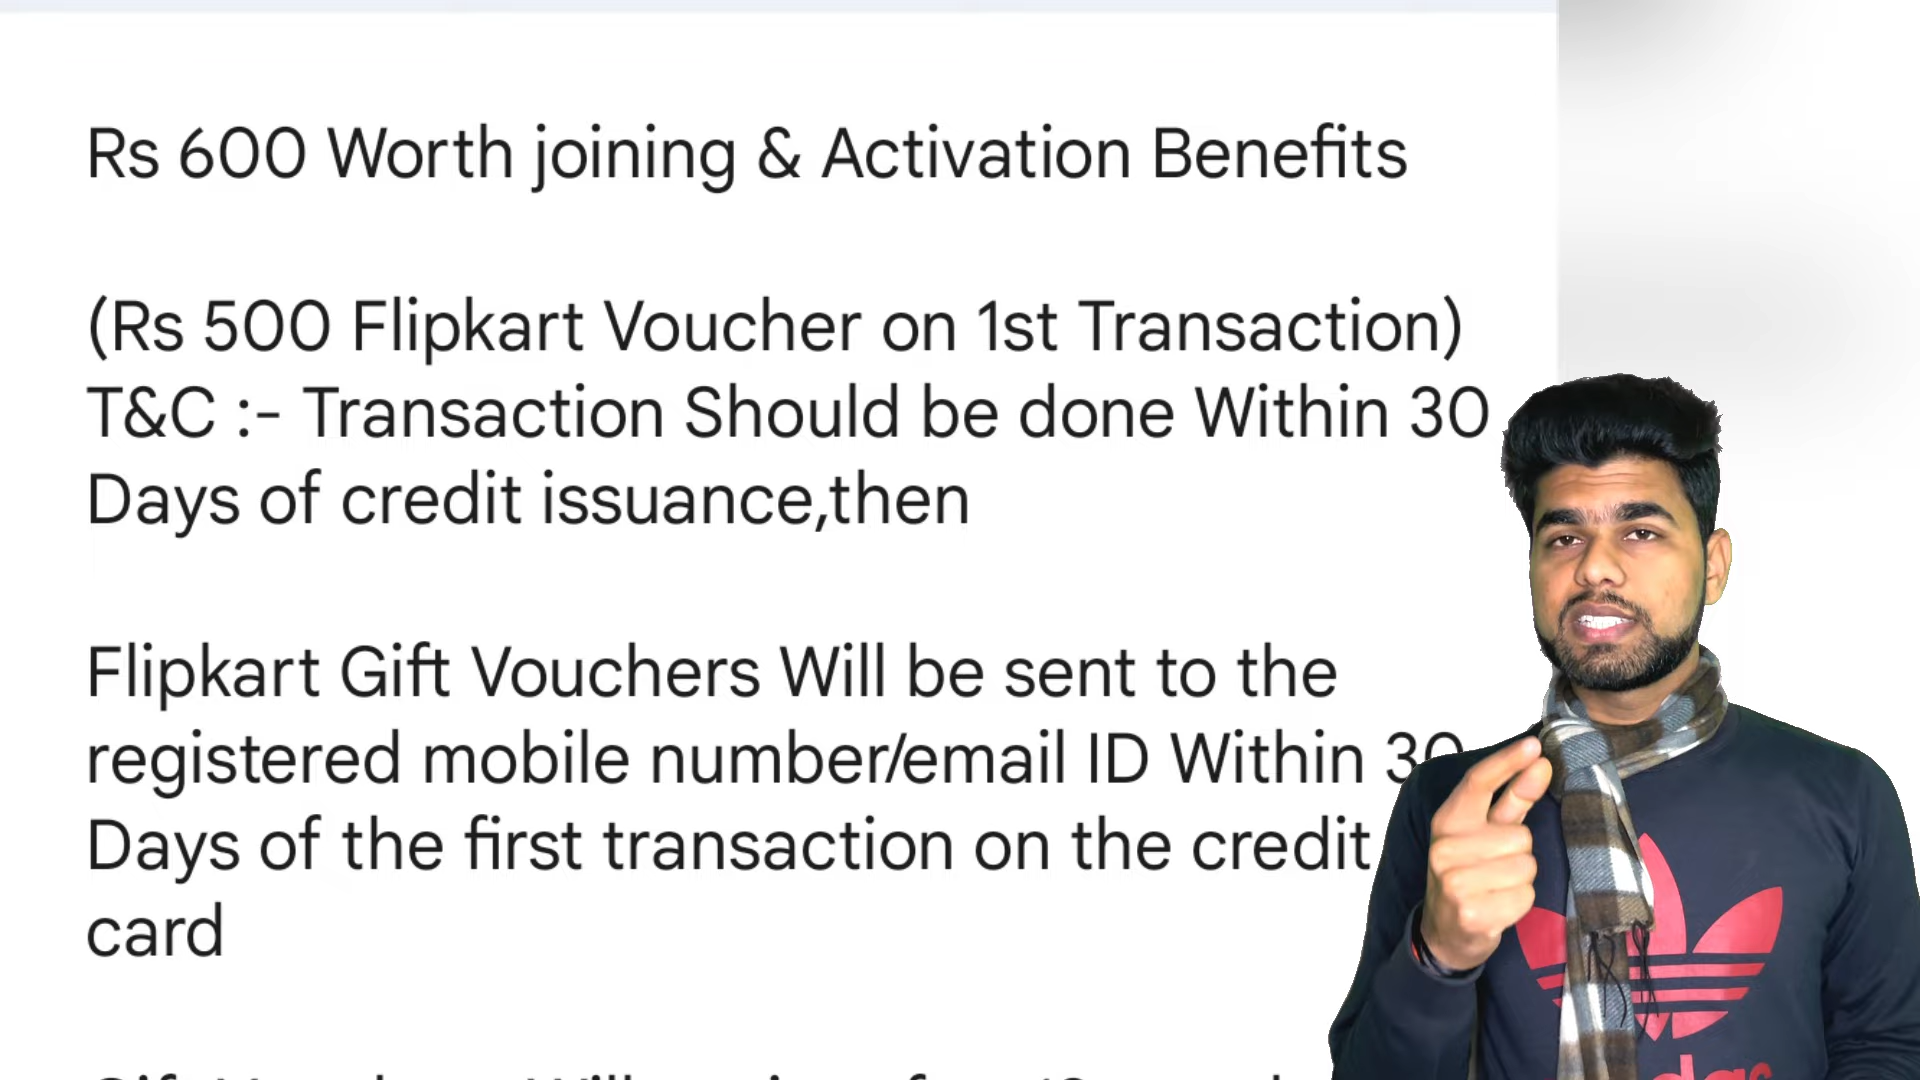 Rs 600 Worth joining & Activation Benefits
(Rs 500 Flipkart Voucher on 1st Transaction)
T&C :- Transaction Should be done Within 30
Days of credit issuance,then
Flipkart Gift Vouchers Will be sent to the
registered mobile number/email ID Within 30
Days of the first transaction on the credit
card